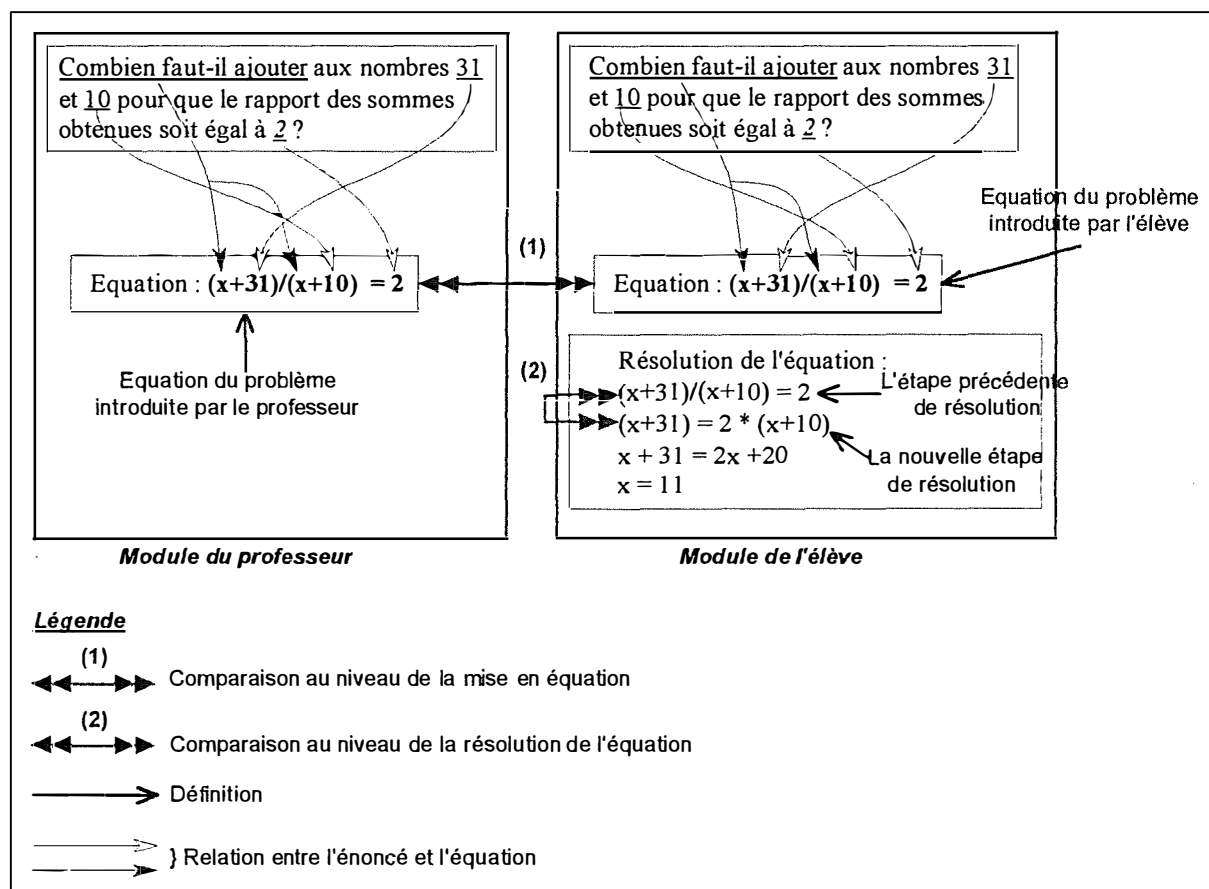 Combien faut-il ajouter aux nombres 31
et 10 pour que le rapport des sommes
obtenues soit égal à 2 ?
Equation : (x+31)/(x+10) = 2
Equation du problème
introduite par le professeur
Module du professeur
(1)
(2)
Combien faut-il ajouter aux nombres 31
et 10 pour que le rapport des sommes
obtenues soit égal à 2 ?
Equation : (x+31)/(x+10) = 2
Equation du problème
introduite par l'élève
Résolution de l'équation :
(x+31)/(x+10) = 2
(x+31) = 2 * (x+10)
x + 31 = 2x +20
x = 11
L'étape précédente
de résolution
La nouvelle étape
de résolution
Module de l'élève
Légende
(1)
Comparaison au niveau de la mise en équation
(2)
Comparaison au niveau de la résolution de l'équation
Définition
} Relation entre l'énoncé et l'équation